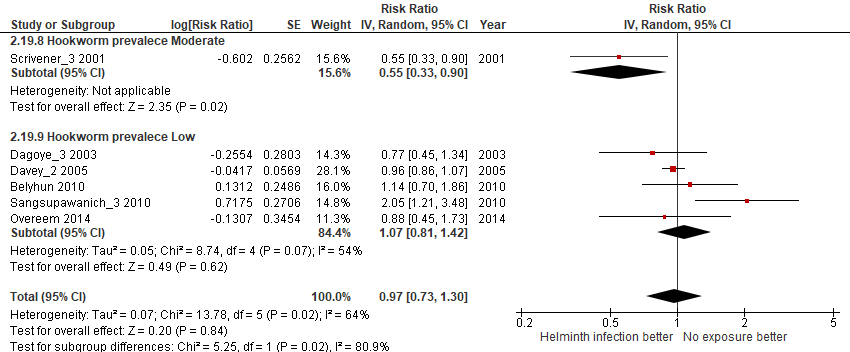 Risk Ratio Risk Ratio
Study or Subgroup log[Risk Ratio] SE Weight IV, Random, 95% CI Year IV, Random, 95% CI
2.19.8 Hookworm prevalece Moderate
Scrivener_3 2001 -0.602 0.2562 15.6% 0.55 [0.33, 0.90] 2001
Subtotal (95% CI) 15.6% 0.55 [0.33, 0.90]
Heterogeneity: Not applicable
Test for overall effect: Z = 2.35 (P = 0.02)
2.19.9 Hookworm prevalece Low
Dagoye_3 2003 -0.2554 0.2803 14.3% 0.77 [0.45, 1.34] 2003
Davey_2 2005 -0.0417 0.0569 28.1% 0.96 [0.86, 1.07] 2005
Belyhun 2010 0.1312 0.2486 16.0% 1.14 [0.70, 1.86] 2010
Sangsupawanich_3 2010 0.7175 0.2706 14.8% 2.05 [1.21, 3.48] 2010
Overeem 2014 -0.1307 0.3454 11.3% 0.88 [0.45, 1.73] 2014
Subtotal (95% CI) 84.4% 1.07 [0.81, 1.42]
Heterogeneity: Tau² = 0.05; Chi² = 8.74, df = 4 (P = 0.07); I² = 54%
Test for overall effect: Z = 0.49 (P = 0.62)
Total (95% CI) 100.0% 0.97 [0.73, 1.30]
Heterogeneity: Tau² = 0.07; Chi² = 13.78, df = 5 (P = 0.02); I² = 64%
Test for overall effect: Z = 0.20 (P = 0.84)
Test for subgroup differences: Chi² = 5.25, df = 1 (P = 0.02), I² = 80.9%
0.2 0.5 1 2 5
Helminth infection better No exposure better